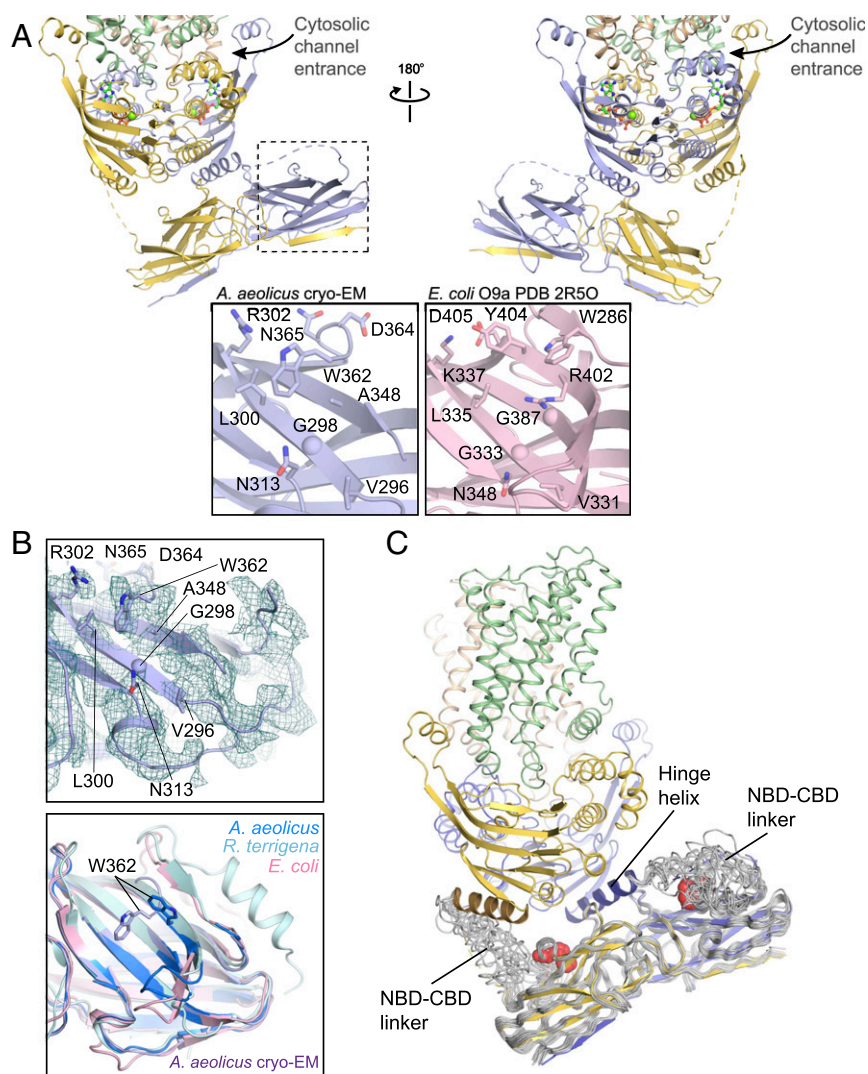 A
Cytosolic
channel
entrance
180°
Cytosolic
channel
entrance
A. aeolicus cryo-EM
R302
N365
D364
W362
A348
L300
G298
N313
V296
E. coli O9a PDB 2R5O
D405
Y404
W286
K337
R402
L335
G387
G333
N348
V331
B
R302 N365 D364
W362
A348
G298
V296
L300
N313
A. aeolicus
R. terrigena
E. coli
W362
A. aeolicus cryo-EM
C
Hinge
helix
NBD-CBD
linker
NBD-CBD
linker